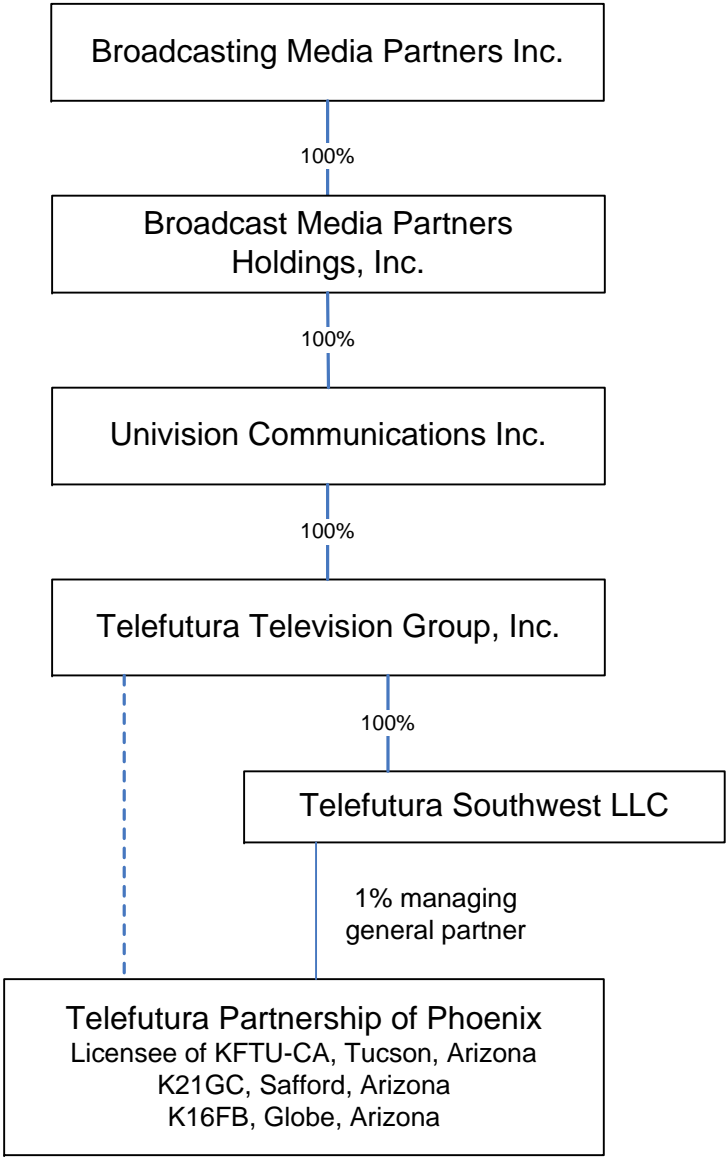 Broadcasting Media Partners Inc.
100%
Broadcast Media Partners
Holdings, Inc.
100%
Univision Communications Inc.
100%
Telefutura Television Group, Inc.
100%
Telefutura Southwest LLC
1% managing
general partner
Telefutura Partnership of Phoenix
Licensee of KFTU-CA, Tucson, Arizona
K21GC, Safford, Arizona
K16FB, Globe, Arizona